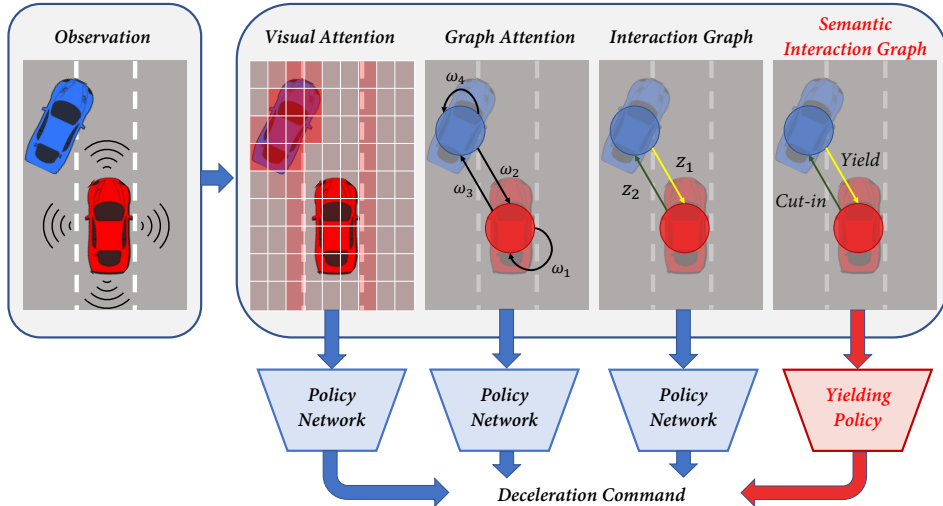 Observation
Visual Attention
Graph Attention
Interaction Graph
Semantic
Interaction Graph
ω₄
ω₂
ω₃
ω₁
z₁
z₂
Yield
Cut-in
Policy
Network
Policy
Network
Policy
Network
Yielding
Policy
Deceleration Command